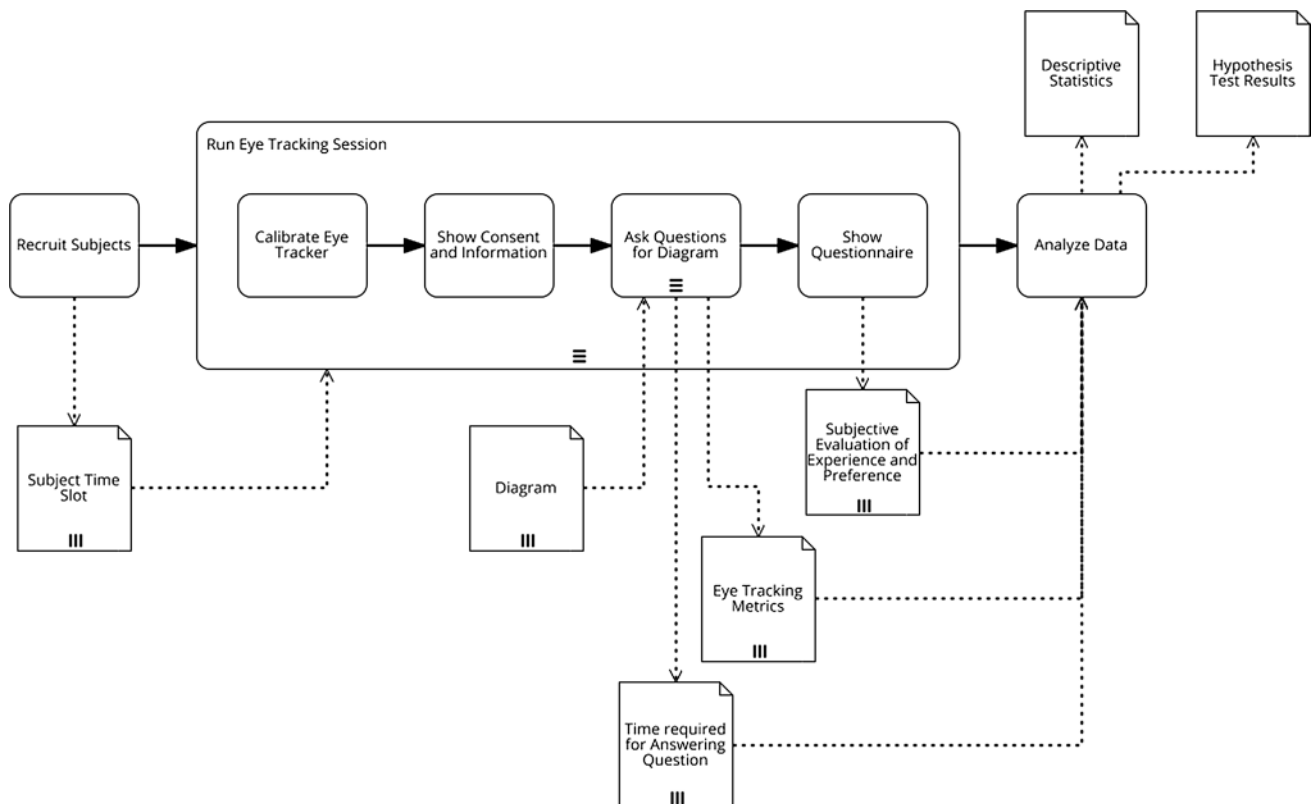 Descriptive
Statistics
Hypothesis
Test Results
Run Eye Tracking Session
Recruit Subjects
Calibrate Eye
Tracker
Show Consent
and Information
Ask Questions
for Diagram
Show
Questionnaire
Analyze Data
Subject Time
Slot
Diagram
Subjective
Evaluation of
Experience and
Preference
Eye Tracking
Metrics
Time required
for Answering
Question